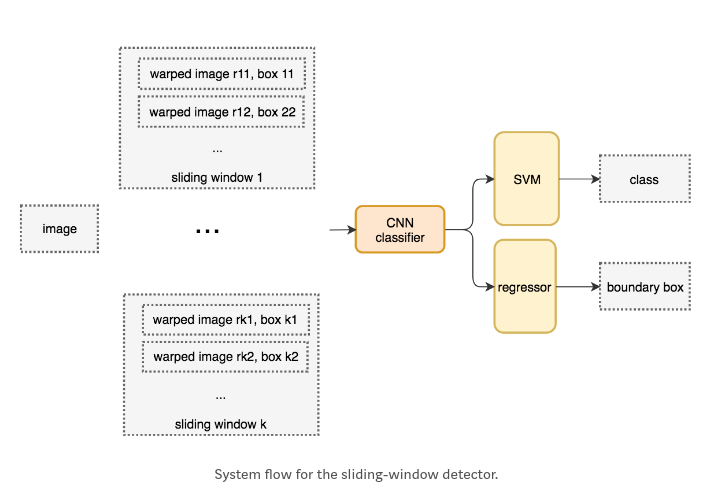 warped image r11, box 11
warped image r12, box 22
...
sliding window 1
image
...
CNN
classifier
SVM
class
regressor
boundary box
warped image rk1, box k1
warped image rk2, box k2
...
sliding window k
System flow for the sliding-window detector.